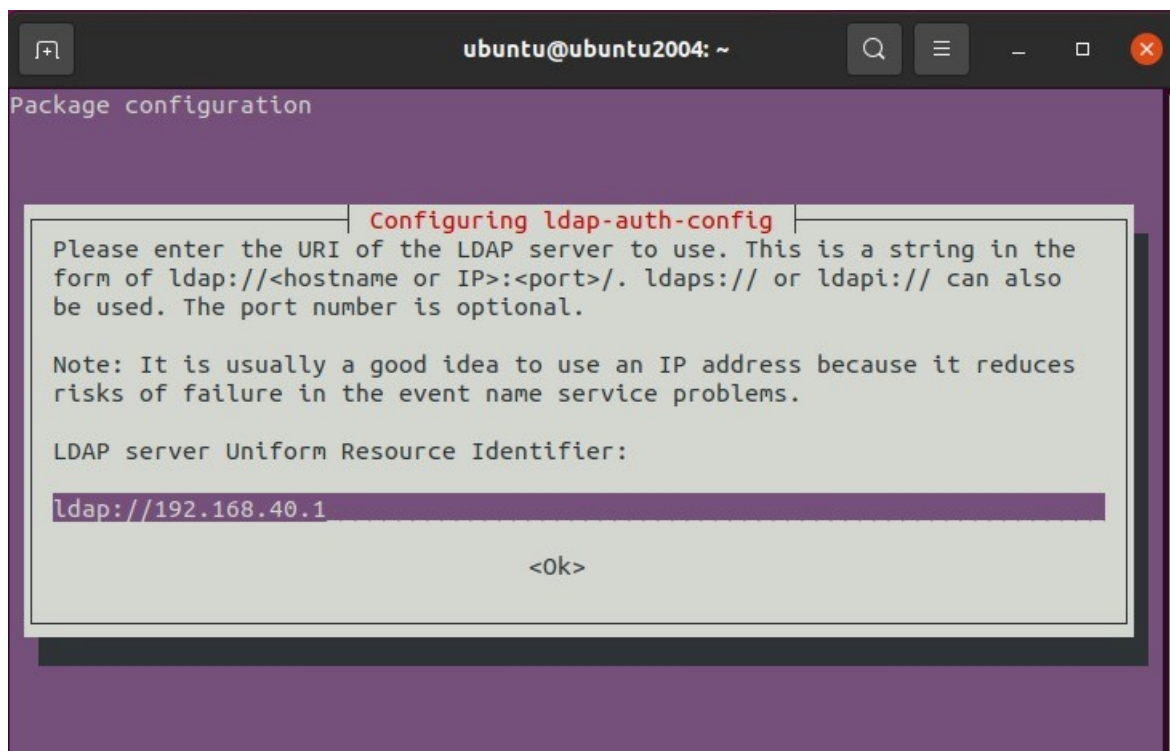 ubuntu@ubuntu2004: ~
Package configuration
Configuring ldap-auth-config
Please enter the URI of the LDAP server to use. This is a string in the
form of ldap://<hostname or IP>:<port>/. ldaps:// or ldapi:// can also
be used. The port number is optional.
Note: It is usually a good idea to use an IP address because it reduces
risks of failure in the event name service problems.
LDAP server Uniform Resource Identifier:
ldap://192.168.40.1
<Ok>